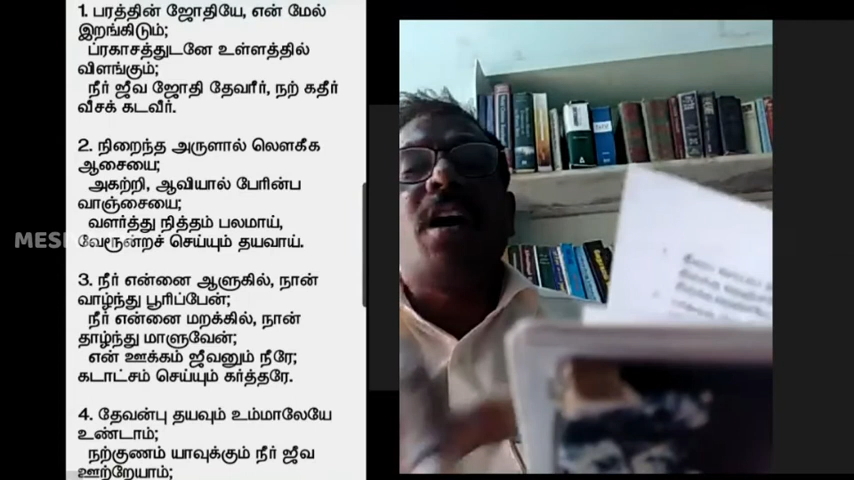 1. பரத்தின் ஜோதியே, என் மேல்
இறங்கிடும்;
ப்ரகாசத்துடனே உள்ளத்தில்
விளங்கும்;
நீர் ஜீவ ஜோதி தேவரீர், நற் கதீர்
வீசக் கடவீர்.
2. நிறைந்த அருளால் லௌகீக
ஆசையை;
அகற்றி, ஆவியால் பேரின்ப
வாஞ்சையை;
வளர்த்து நித்தம் பலமாய்,
வேரூன்றச் செய்யும் தயவாய்.
3. நீர் என்னை ஆளுகில், நான்
வாழ்ந்து பூரிப்பேன்;
நீர் என்னை மறக்கில், நான்
தாழ்ந்து மாளுவேன்;
என் ஊக்கம் ஜீவனும் நீரே;
கடாட்சம் செய்யும் கர்த்தரே.
4. தேவன்பு தயவும் உம்மாலேயே
உண்டாம்;
நற்குணம் யாவுக்கும் நீர் ஜீவ
ஊற்றேயாம்;